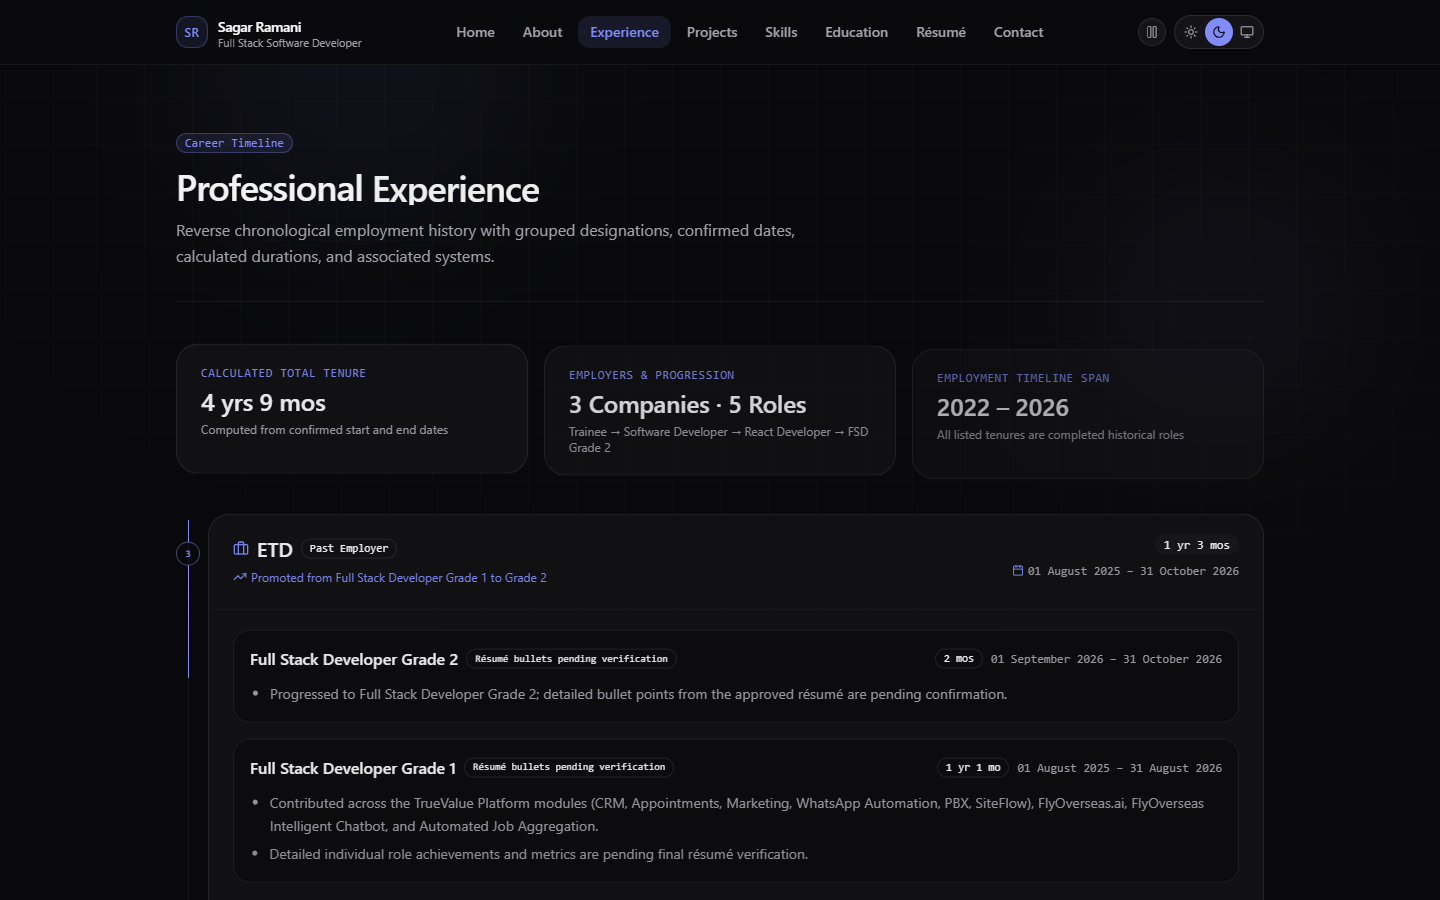 SR
Sagar Ramani
Full Stack Software Developer
Home
About
Experience
Projects
Skills
Education
Résumé
Contact
Career Timeline
Professional Experience
Reverse chronological employment history with grouped designations, confirmed dates,
calculated durations, and associated systems.
CALCULATED TOTAL TENURE
4 yrs 9 mos
Computed from confirmed start and end dates
EMPLOYERS & PROGRESSION
3 Companies · 5 Roles
Trainee → Software Developer → React Developer → FSD
Grade 2
EMPLOYMENT TIMELINE SPAN
2022 – 2026
All listed tenures are completed historical roles
3
ETD
Past Employer
1 yr 3 mos
Promoted from Full Stack Developer Grade 1 to Grade 2
01 August 2025 – 31 October 2026
Full Stack Developer Grade 2
Résumé bullets pending verification
2 mos
01 September 2026 – 31 October 2026
• Progressed to Full Stack Developer Grade 2; detailed bullet points from the approved résumé are pending confirmation.
Full Stack Developer Grade 1
Résumé bullets pending verification
1 yr 1 mo
01 August 2025 – 31 August 2026
• Contributed across the TrueValue Platform modules (CRM, Appointments, Marketing, WhatsApp Automation, PBX, SiteFlow), FlyOverseas.ai, FlyOverseas
Intelligent Chatbot, and Automated Job Aggregation.
• Detailed individual role achievements and metrics are pending final résumé verification.